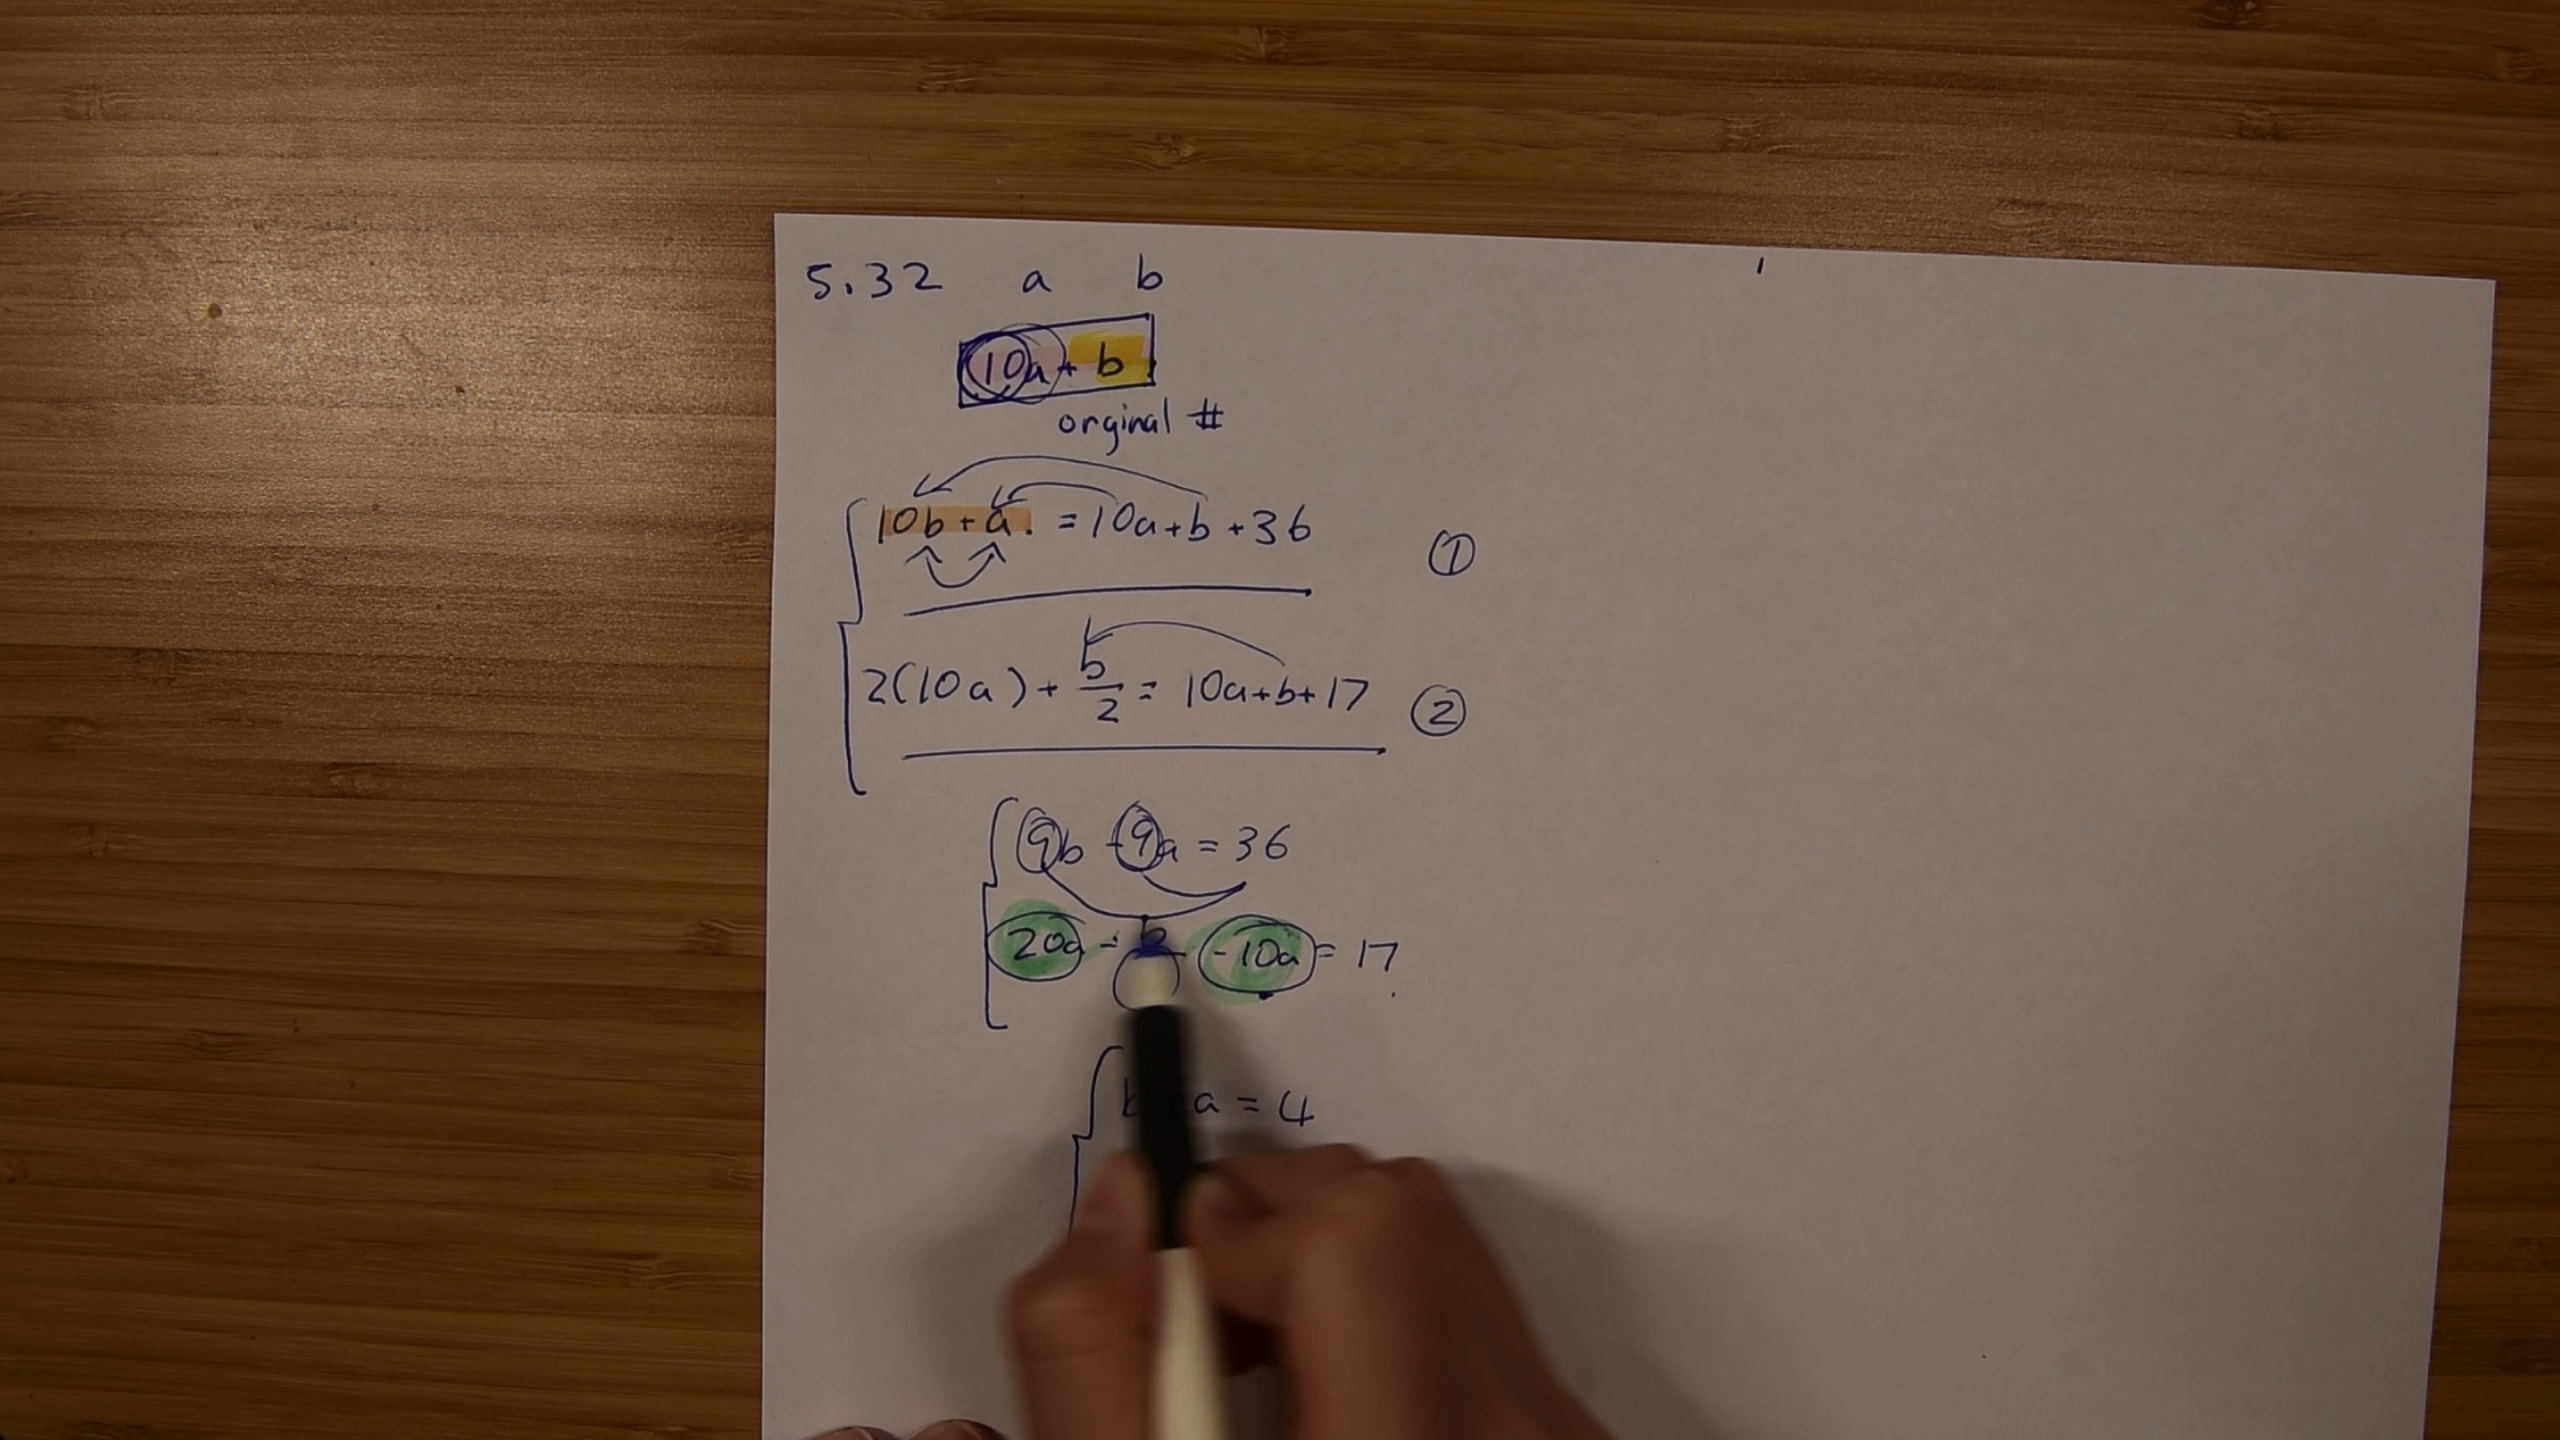 5.32 a b
10a + b
orginal #
10b + a. = 10a + b + 36 ①
2(10a) + b/2 = 10a + b + 17 ②
9b - 9a = 36
20a - b - 10a = 17
a = 4